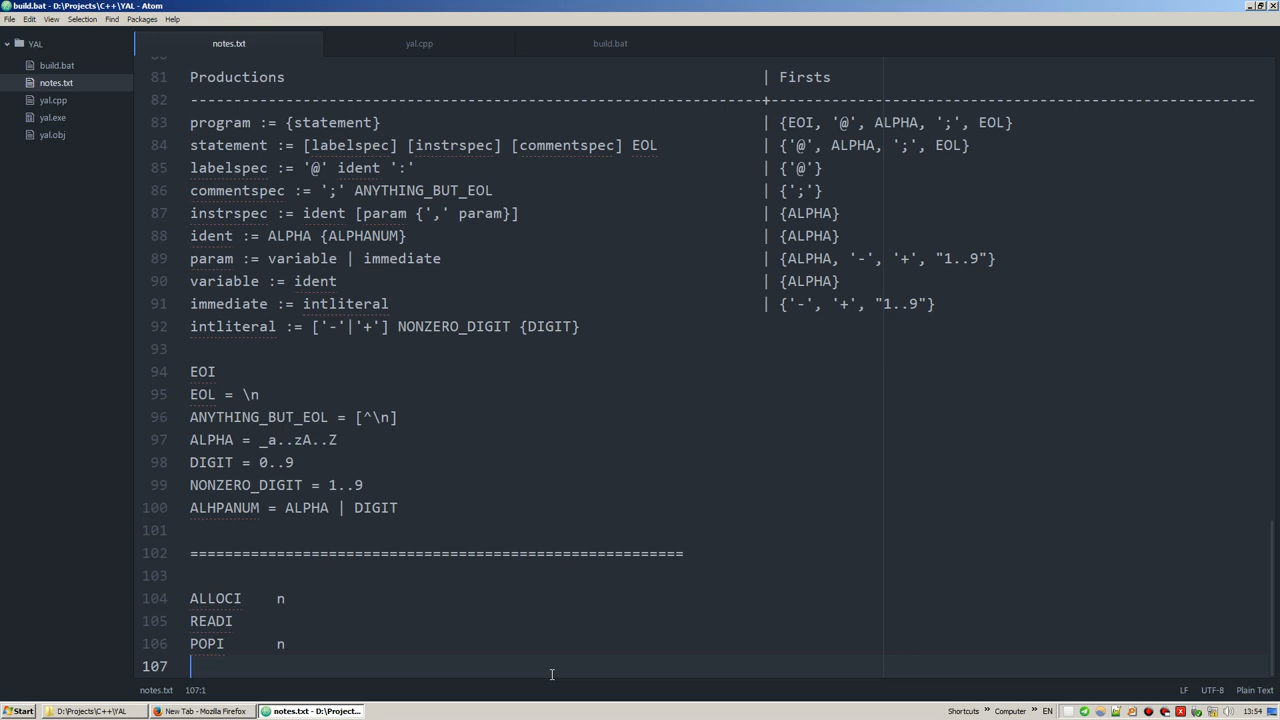 build.bat - D:\Projects\C++\YAL - Atom
File Edit View Selection Find Packages Help
YAL
build.bat
notes.txt
yal.cpp
yal.exe
yal.obj
notes.txt yal.cpp build.bat
81 Productions | Firsts
82 ------------------------------------------------------------------+--------------------------------------------------------
83 program := {statement} | {EOI, '@', ALPHA, ';', EOL}
84 statement := [labelspec] [instrspec] [commentspec] EOL | {'@', ALPHA, ';', EOL}
85 labelspec := '@' ident ':' | {'@'}
86 commentspec := ';' ANYTHING_BUT_EOL | {';'}
87 instrspec := ident [param {',' param}] | {ALPHA}
88 ident := ALPHA {ALPHANUM} | {ALPHA}
89 param := variable | immediate | {ALPHA, '-', '+', "1..9"}
90 variable := ident | {ALPHA}
91 immediate := intliteral | {'-', '+', "1..9"}
92 intliteral := ['-'|'+'] NONZERO_DIGIT {DIGIT}
93
94 EOI
95 EOL = \n
96 ANYTHING_BUT_EOL = [^\n]
97 ALPHA = _a..zA..Z
98 DIGIT = 0..9
99 NONZERO_DIGIT = 1..9
100 ALHPANUM = ALPHA | DIGIT
101
102 =========================================================
103
104 ALLOCI n
105 READI
106 POPI n
107
notes.txt 107:1 LF UTF-8 Plain Text
Start D:\Projects\C++\YAL New Tab - Mozilla Firefox notes.txt - D:\Project... Shortcuts » Computer » EN 13:54